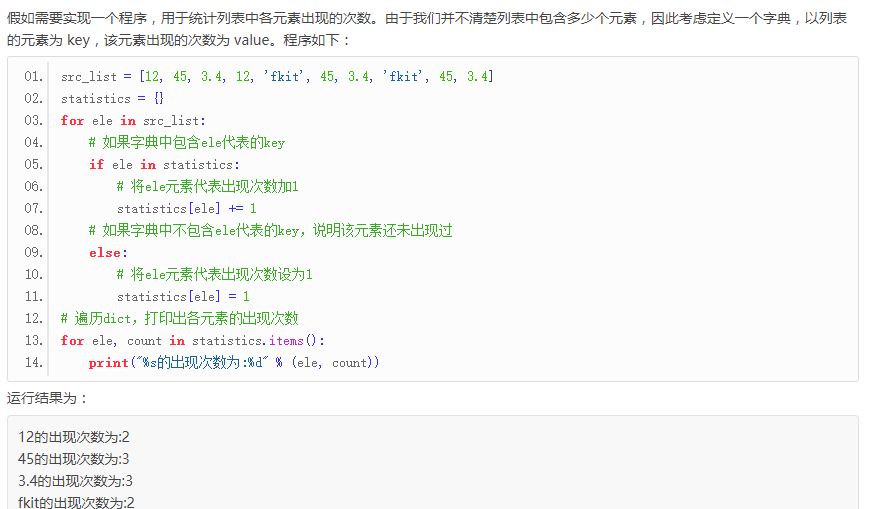 假如需要实现一个程序，用于统计列表中各元素出现的次数。由于我们并不清楚列表中包含多少个元素，因此考虑定义一个字典，以列表
的元素为 key，该元素出现的次数为 value。程序如下：
01. src_list = [12, 45, 3.4, 12, 'fkit', 45, 3.4, 'fkit', 45, 3.4]
02. statistics = {}
03. for ele in src_list:
04.     # 如果字典中包含ele代表的key
05.     if ele in statistics:
06.         # 将ele元素代表出现次数加1
07.         statistics[ele] += 1
08.     # 如果字典中不包含ele代表的key，说明该元素还未出现过
09.     else:
10.         # 将ele元素代表出现次数设为1
11.         statistics[ele] = 1
12. # 遍历dict，打印出各元素的出现次数
13. for ele, count in statistics.items():
14.     print("%s的出现次数为:%d" % (ele, count))
运行结果为：
12的出现次数为:2
45的出现次数为:3
3.4的出现次数为:3
fkit的出现次数为:2